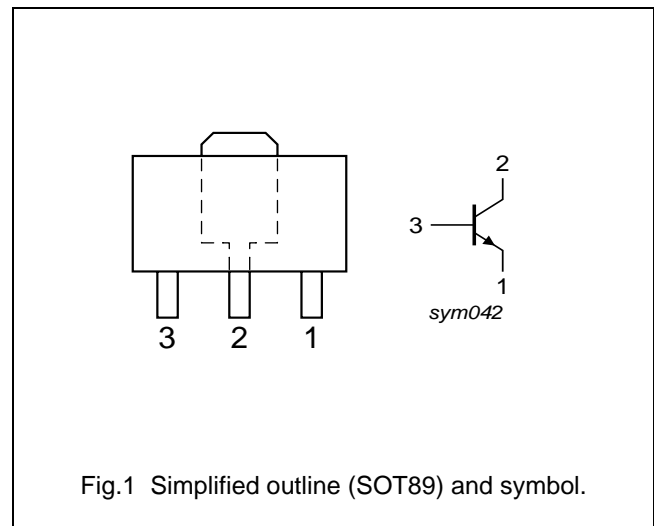 2
3
1
sym042
3 2 1
Fig.1 Simplified outline (SOT89) and symbol.